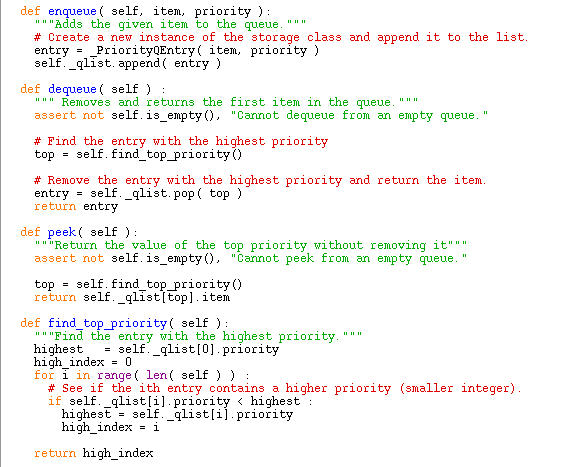 def enqueue( self, item, priority ):
"""Adds the given item to the queue."""
# Create a new instance of the storage class and append it to the list.
entry = _PriorityQEntry( item, priority )
self._qlist.append( entry )
def dequeue( self ) :
""" Removes and returns the first item in the queue."""
assert not self.is_empty(), "Cannot dequeue from an empty queue."
# Find the entry with the highest priority
top = self.find_top_priority()
# Remove the entry with the highest priority and return the item.
entry = self._qlist.pop( top )
return entry
def peek( self ):
"""Return the value of the top priority without removing it"""
assert not self.is_empty(), "Cannot peek from an empty queue."
top = self.find_top_priority()
return self._qlist[top].item
def find_top_priority( self ):
"""Find the entry with the highest priority."""
highest   = self._qlist[0].priority
high_index = 0
for i in range( len( self ) ) :
# See if the ith entry contains a higher priority (smaller integer).
if self._qlist[i].priority < highest :
highest = self._qlist[i].priority
high_index = i
return high_index